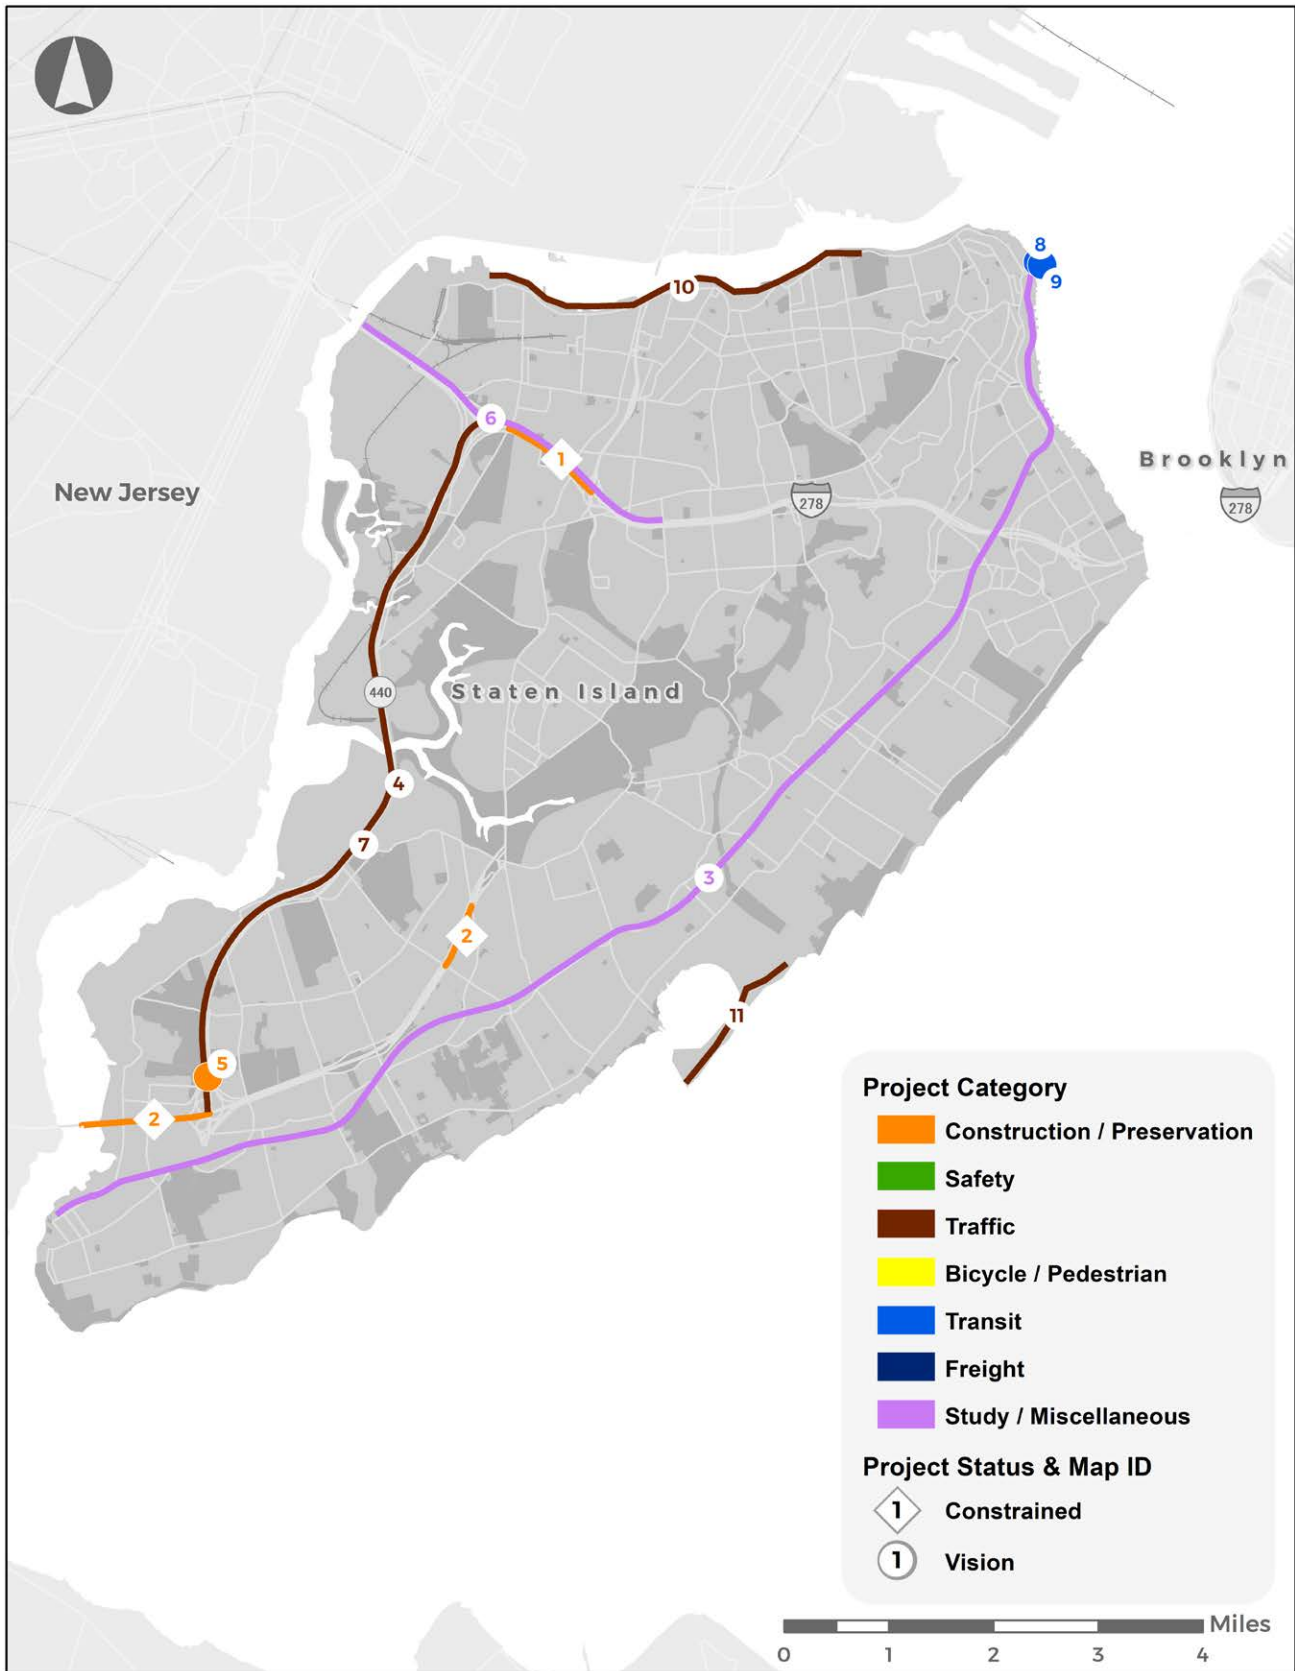 8
9
10
6
1
Brooklyn
New Jersey
278
278
440
Staten Island
4
7
3
2
11
5
2
Project Category
Construction / Preservation
Safety
Traffic
Bicycle / Pedestrian
Transit
Freight
Study / Miscellaneous
Project Status & Map ID
1 Constrained
1 Vision
Miles
0 1 2 3 4